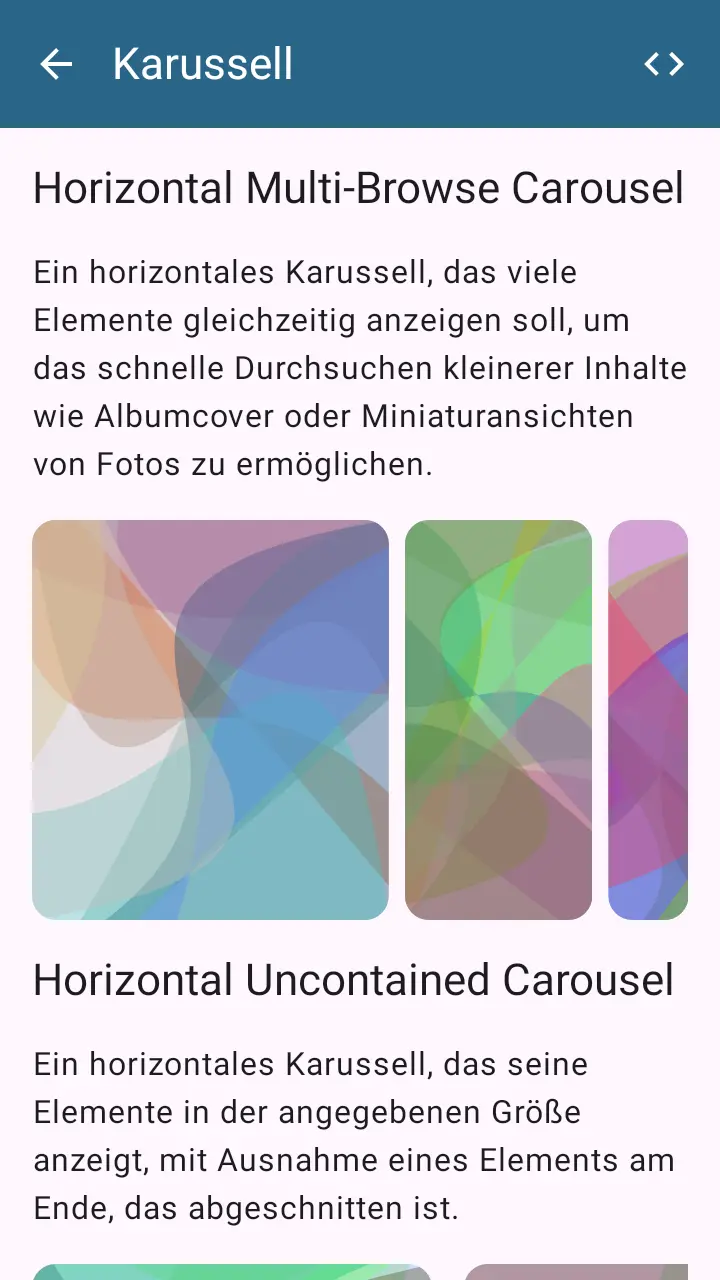 Karussell
Horizontal Multi-Browse Carousel
Ein horizontales Karussell, das viele
Elemente gleichzeitig anzeigen soll, um
das schnelle Durchsuchen kleinerer Inhalte
wie Albumcover oder Miniaturansichten
von Fotos zu ermöglichen.
Horizontal Uncontained Carousel
Ein horizontales Karussell, das seine
Elemente in der angegebenen Größe
anzeigt, mit Ausnahme eines Elements am
Ende, das abgeschnitten ist.